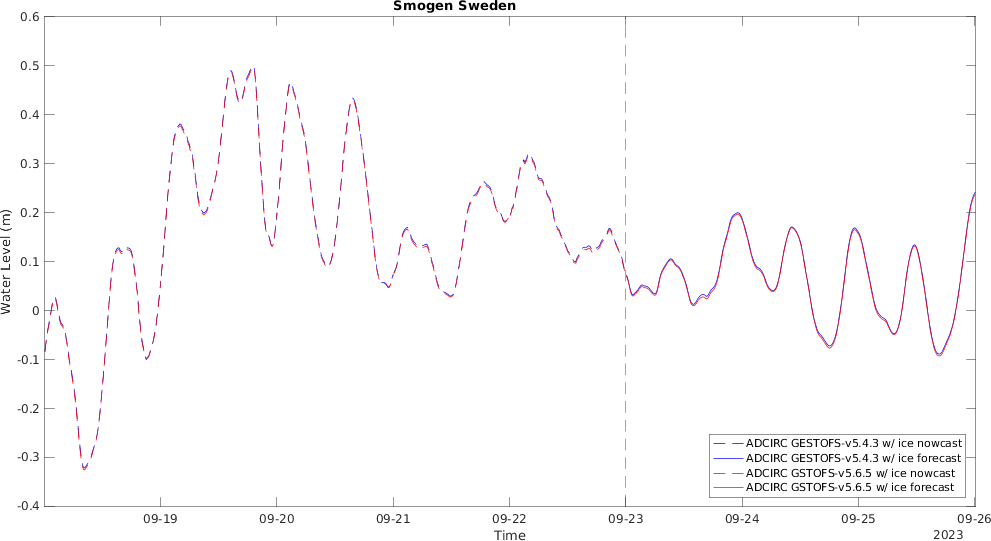 Smogen Sweden
0.6
0.5
0.4
0.3
0.2
0.1
0
-0.1
-0.2
-0.3
-0.4
Water Level (m)
ADCIRC GESTOFS-v5.4.3 w/ ice nowcast
ADCIRC GESTOFS-v5.4.3 w/ ice forecast
ADCIRC GSTOFS-v5.6.5 w/ ice nowcast
ADCIRC GSTOFS-v5.6.5 w/ ice forecast
09-19 09-20 09-21 09-22 09-23 09-24 09-25 09-26
Time
2023